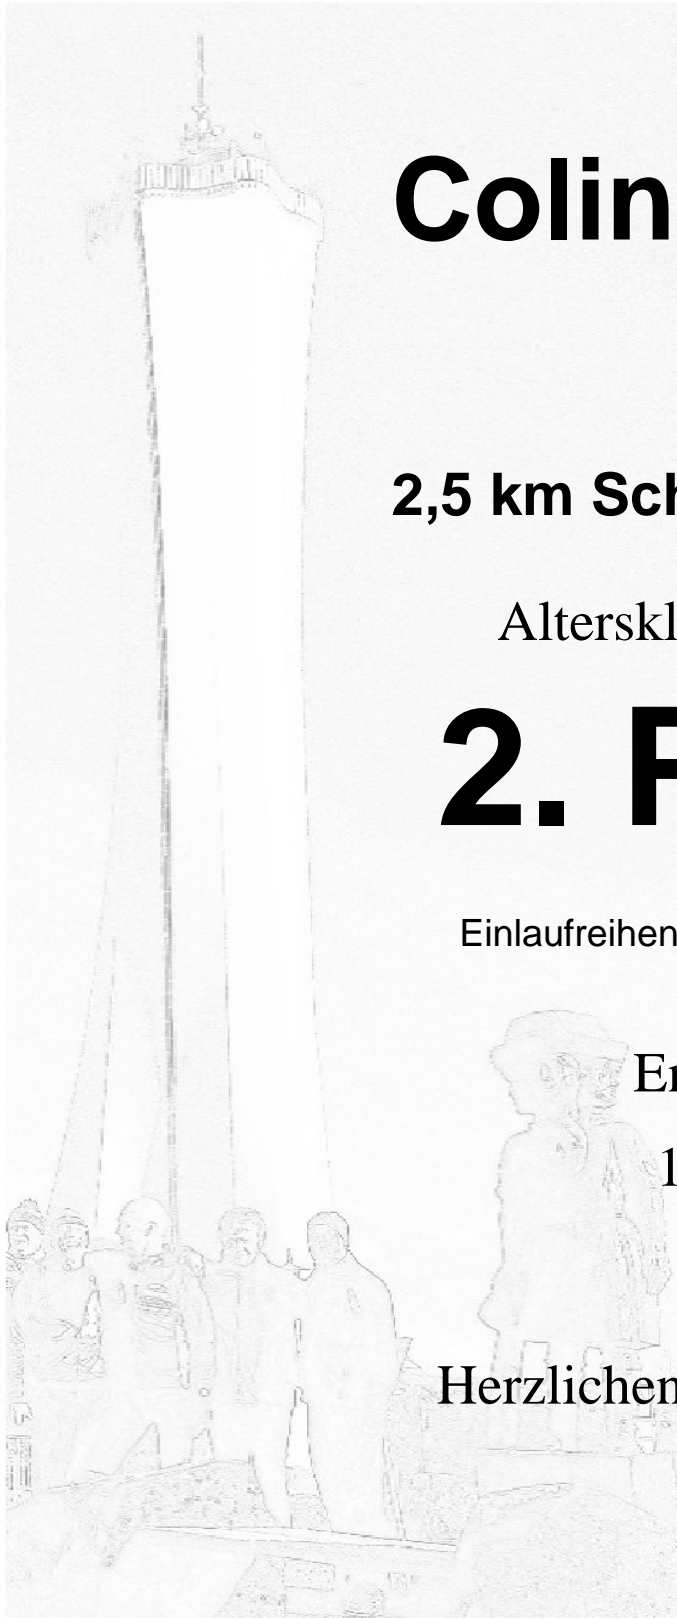 Colin
2,5 km Sch
Alterskl
2. P
Einlaufreihen
Er
1
Herzlichen